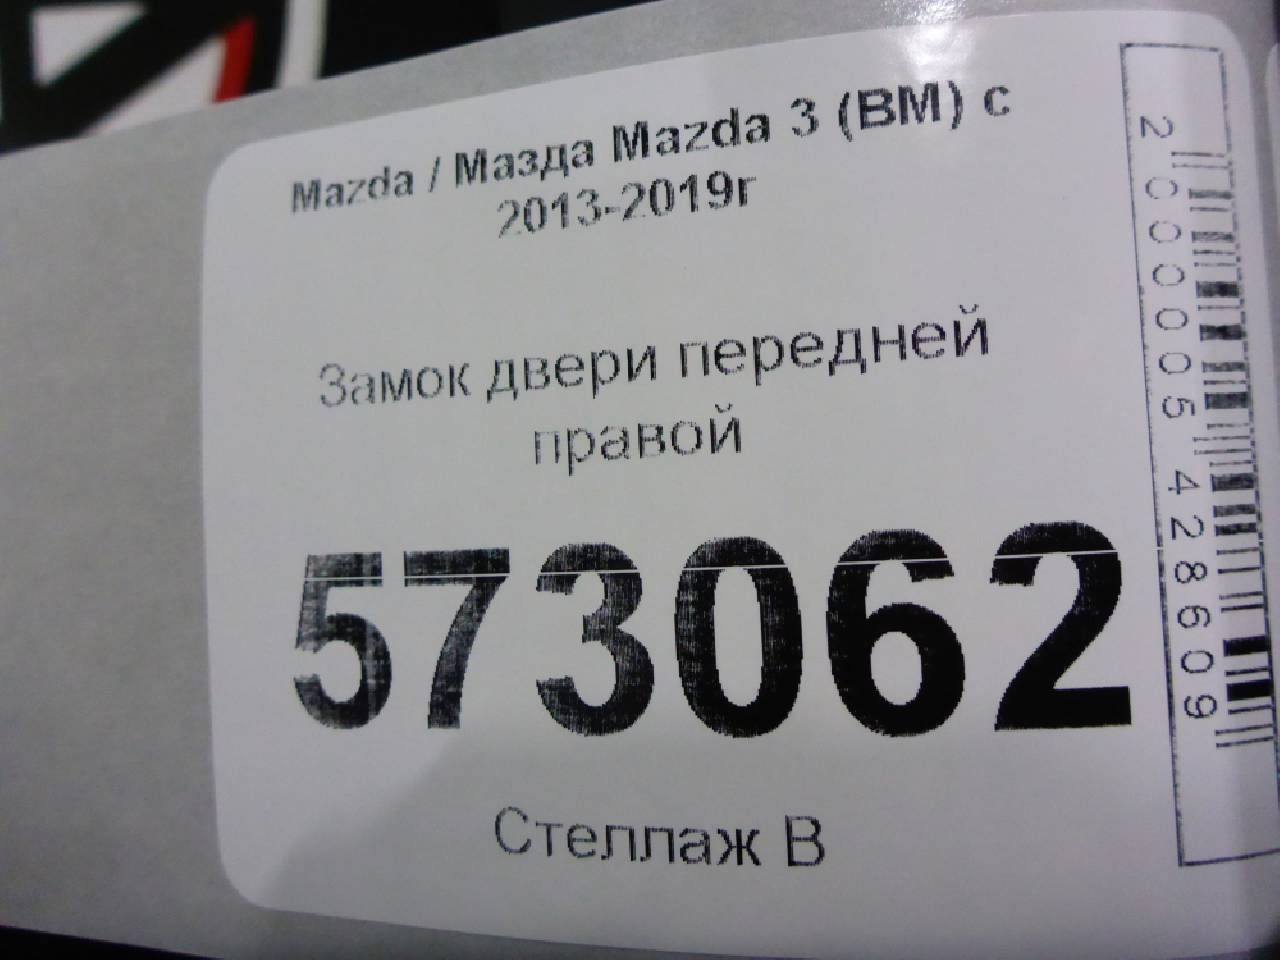 Mazda / Мазда Mazda 3 (BM) с
2013-2019г
Замок двери передней
правой
573062
Стеллаж В
2000005428609